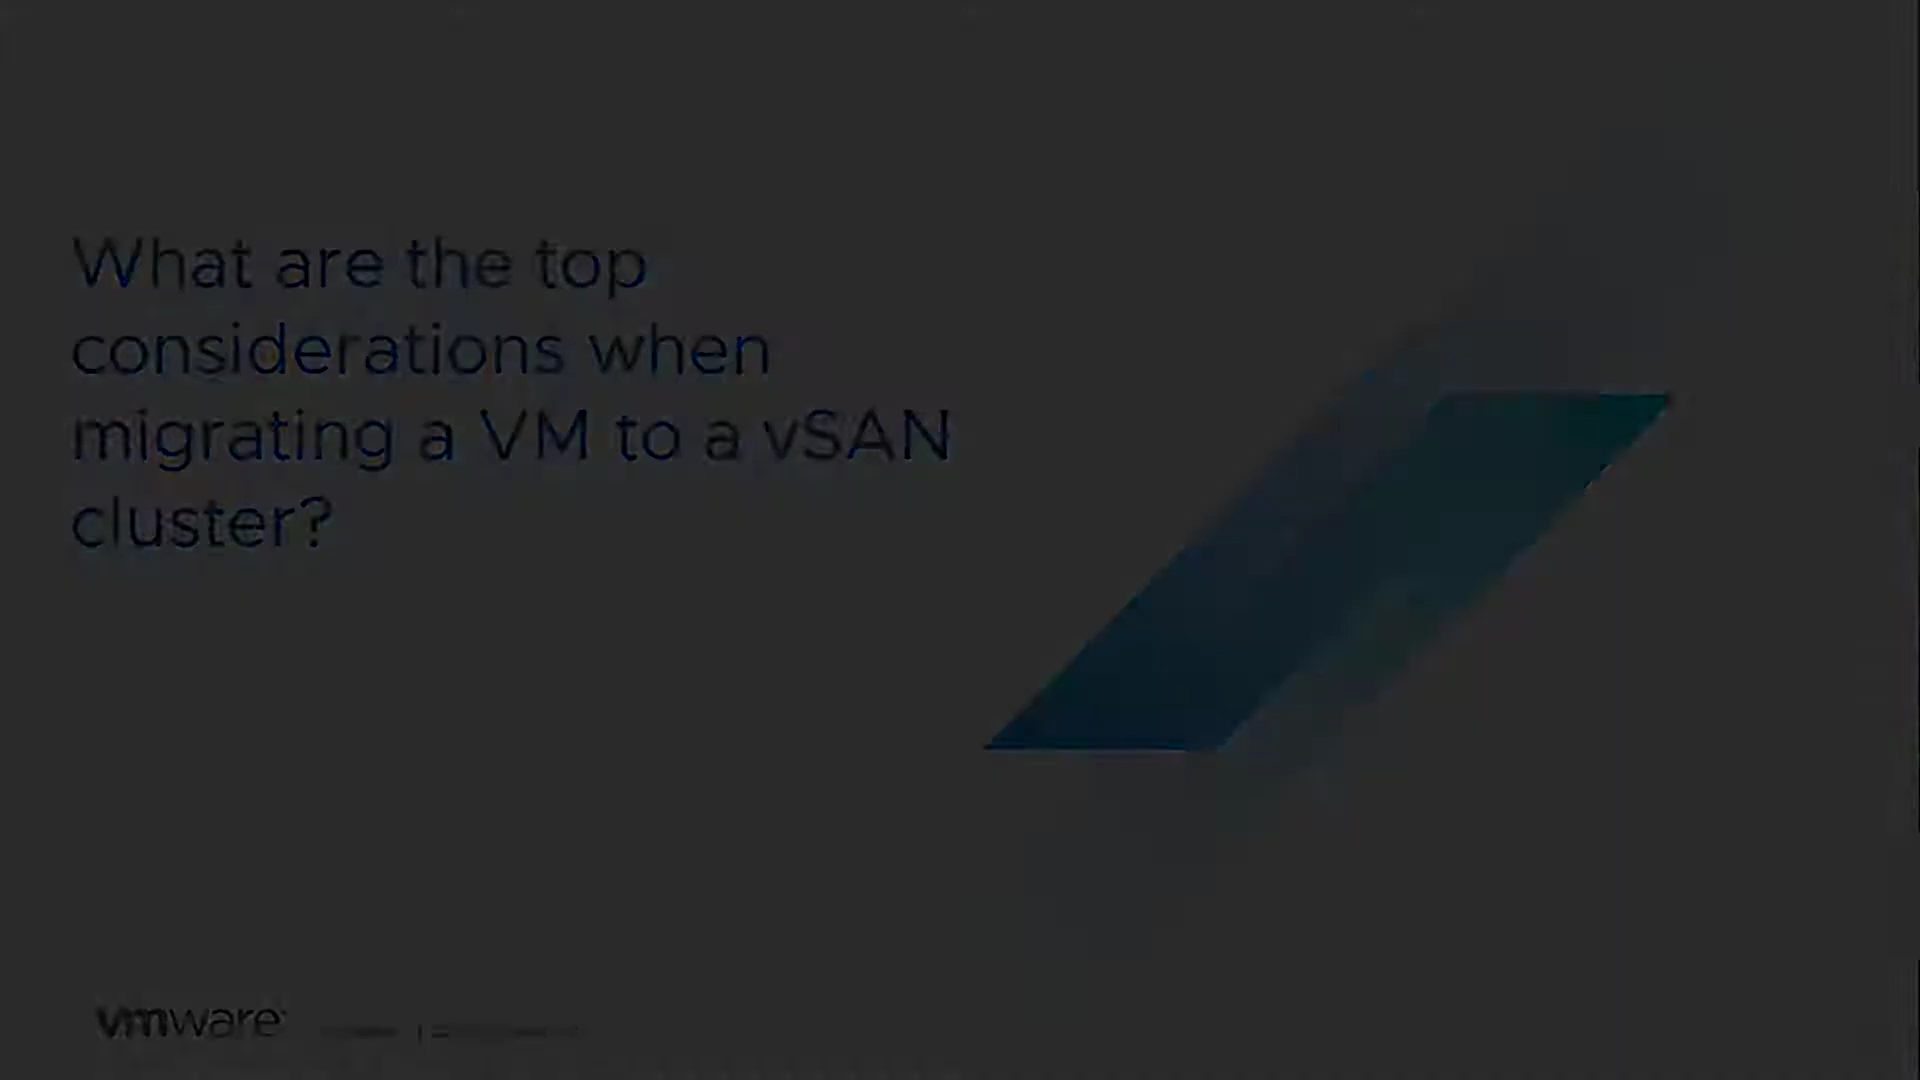 What are the top
considerations when
migrating a VM to a vSAN
cluster?
vmware